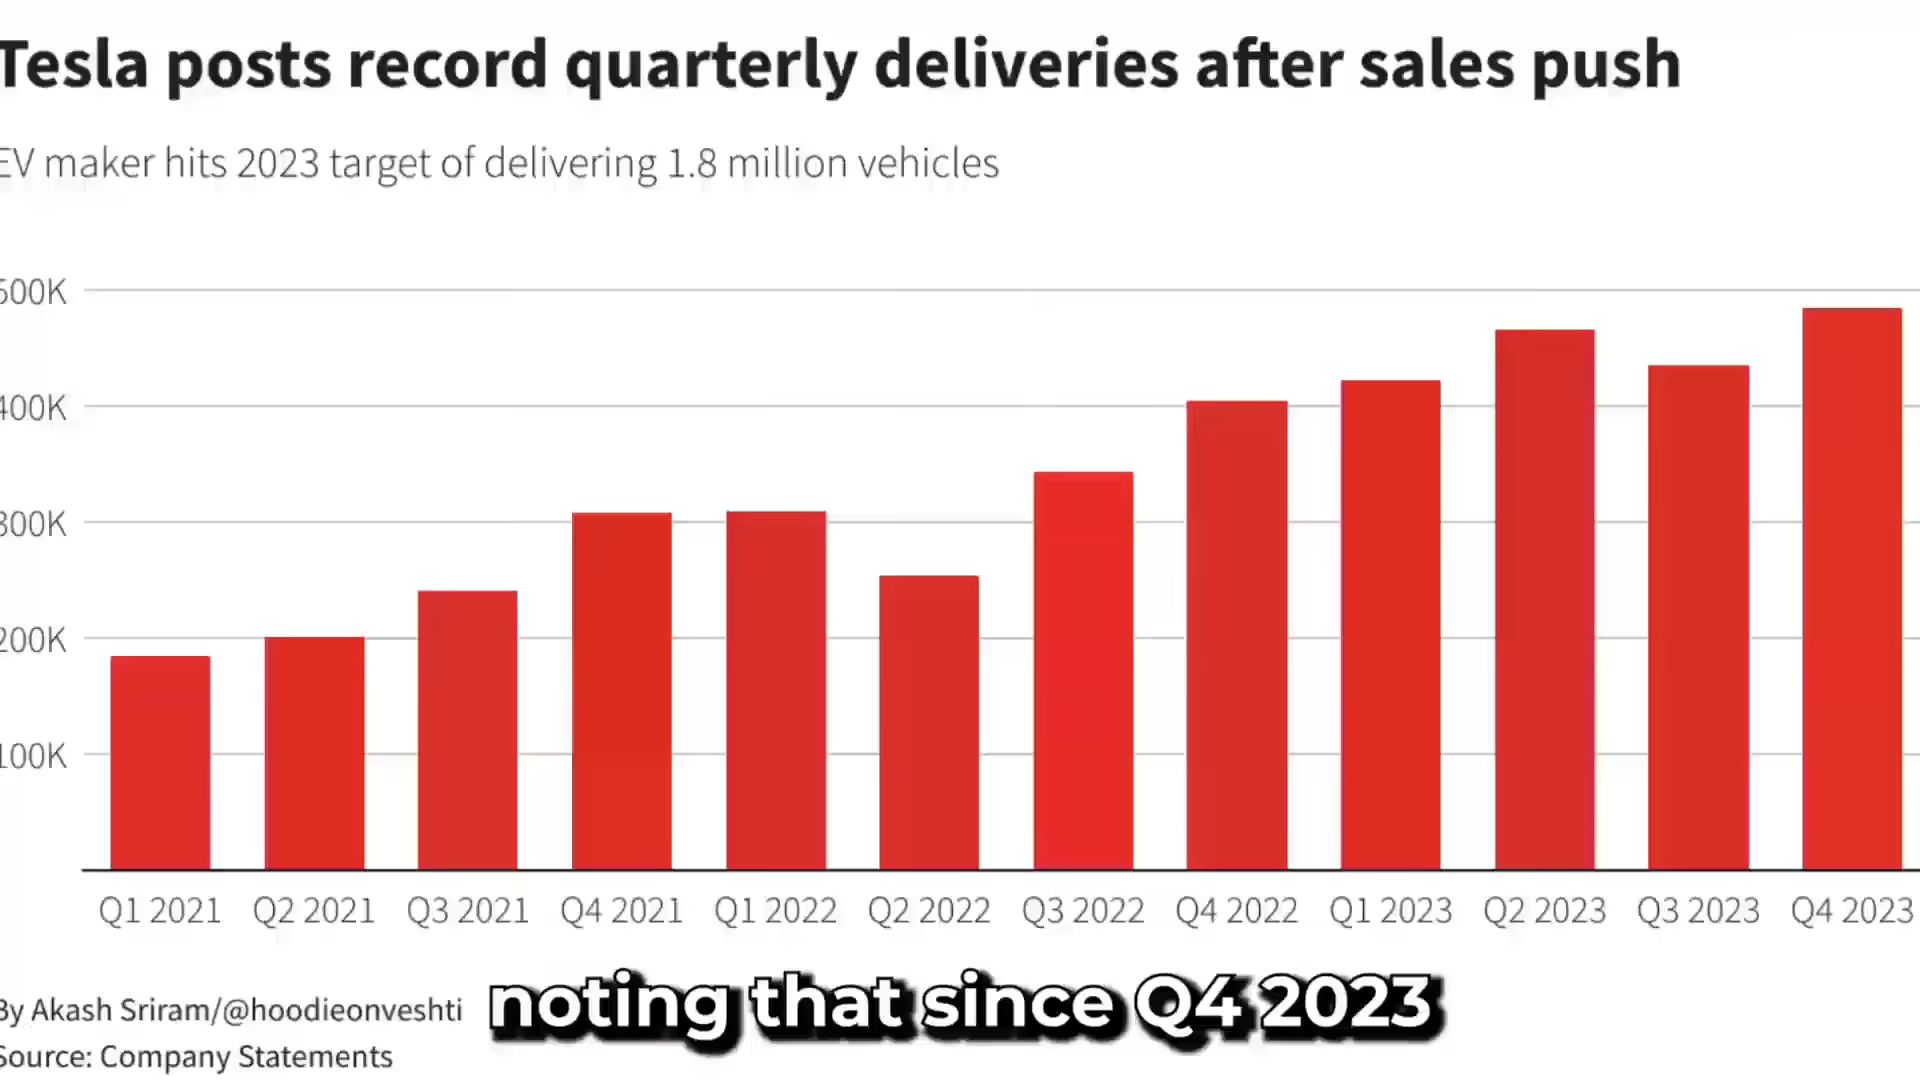 Tesla posts record quarterly deliveries after sales push
EV maker hits 2023 target of delivering 1.8 million vehicles
500K
400K
300K
200K
100K
Q1 2021 Q2 2021 Q3 2021 Q4 2021 Q1 2022 Q2 2022 Q3 2022 Q4 2022 Q1 2023 Q2 2023 Q3 2023 Q4 2023
By Akash Sriram/@hoodieonveshti
Source: Company Statements
noting that since Q4 2023